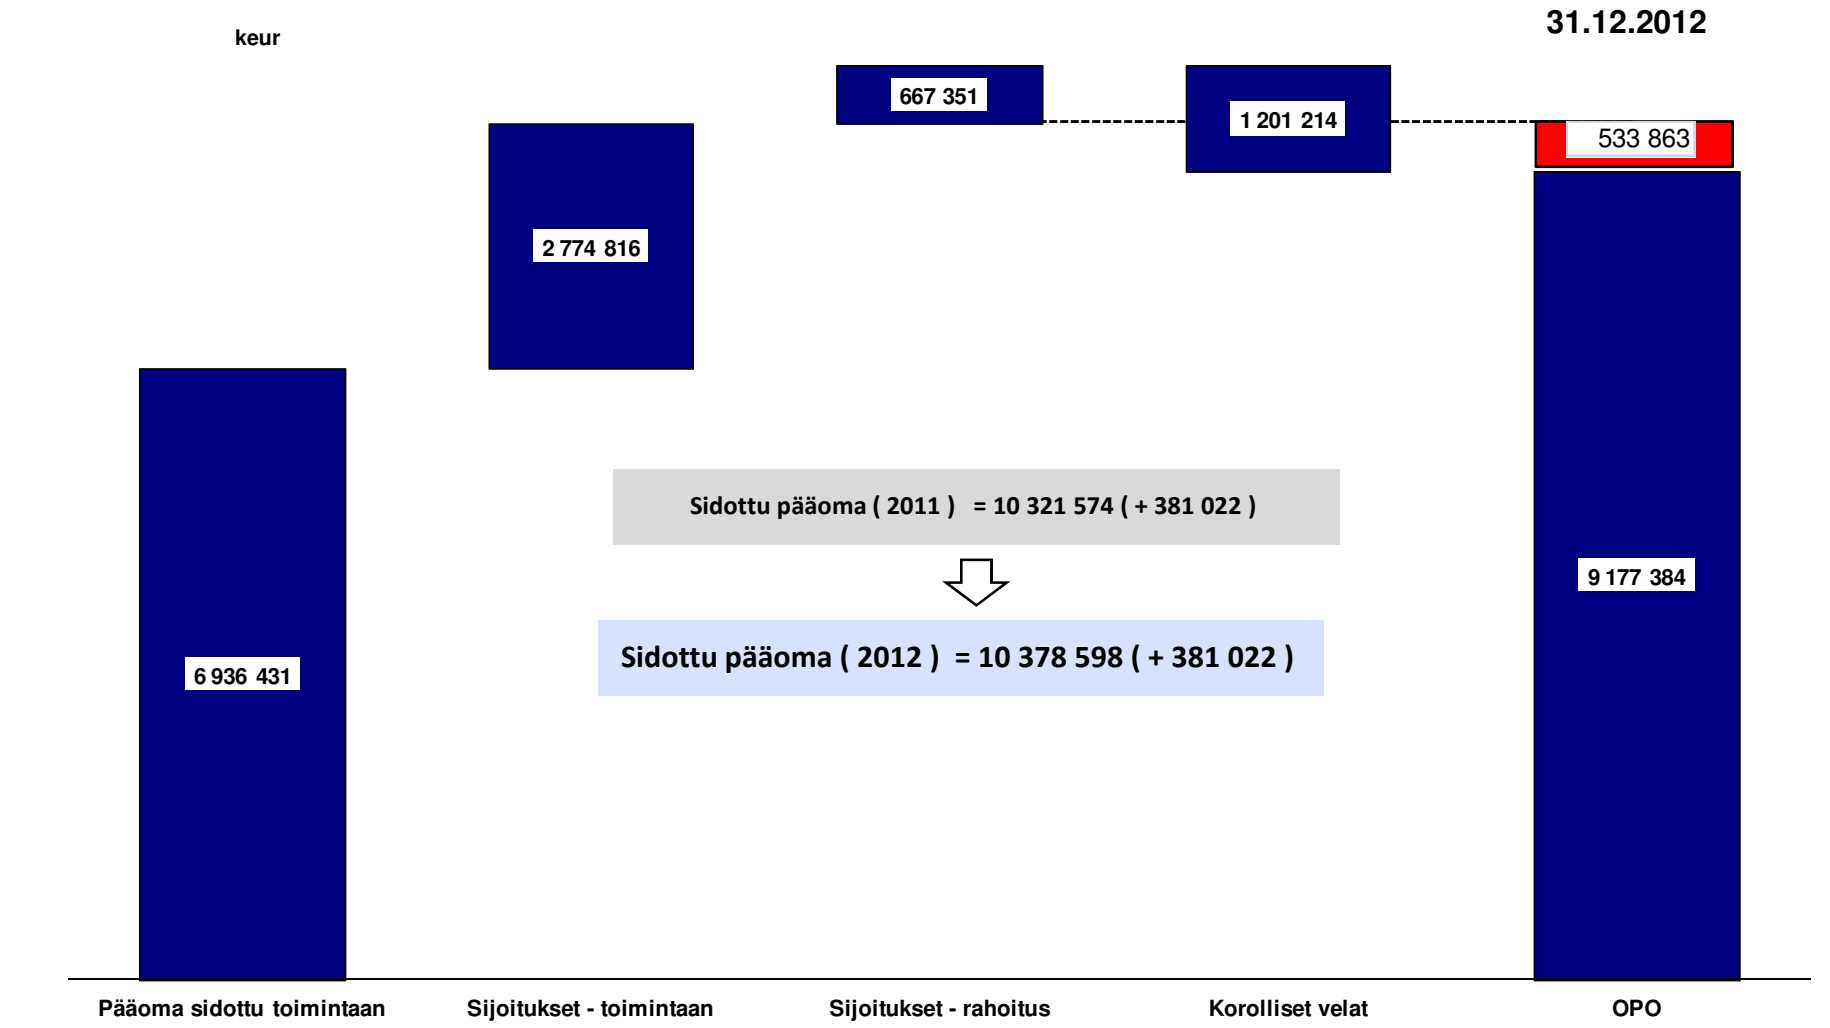 keur
31.12.2012
667 351
1 201 214
533 863
2 774 816
Sidottu pääoma ( 2011 ) = 10 321 574 ( + 381 022 )
9 177 384
Sidottu pääoma ( 2012 ) = 10 378 598 ( + 381 022 )
6 936 431
Pääoma sidottu toimintaan
Sijoitukset - toimintaan
Sijoitukset - rahoitus
Korolliset velat
OPO